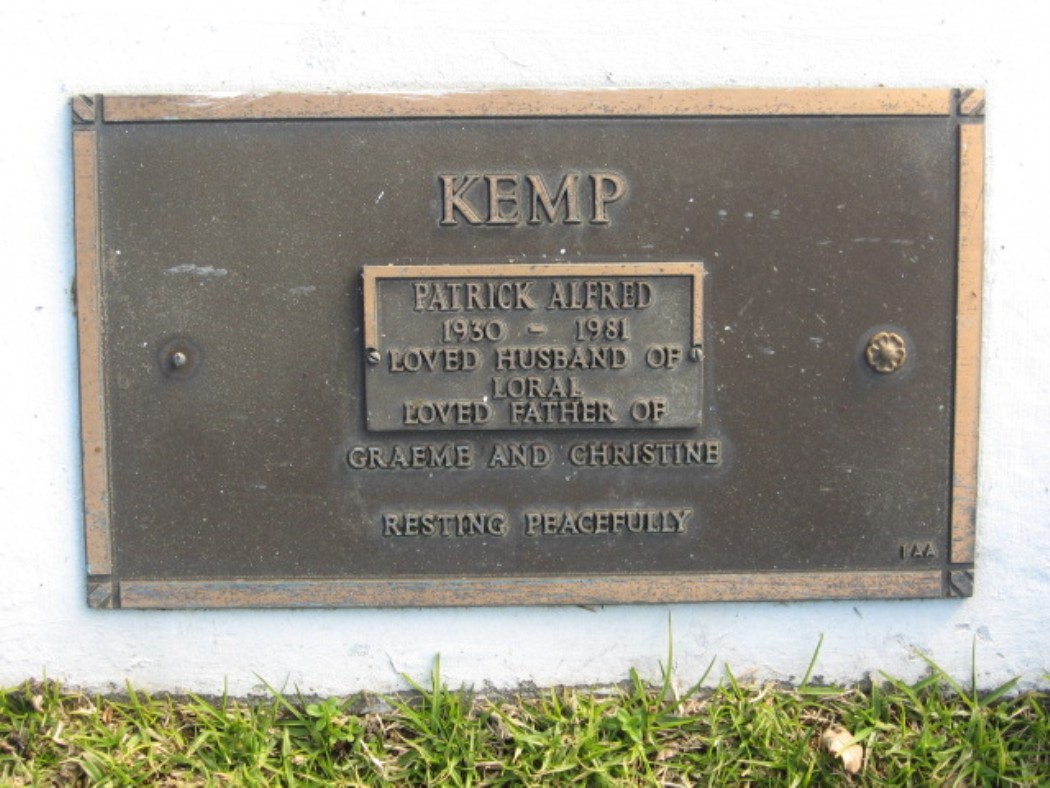 KEMP
PATRICK ALFRED
1930 - 1981
LOVED HUSBAND OF
LORAL
LOVED FATHER OF
GRAEME AND CHRISTINE
RESTING PEACEFULLY